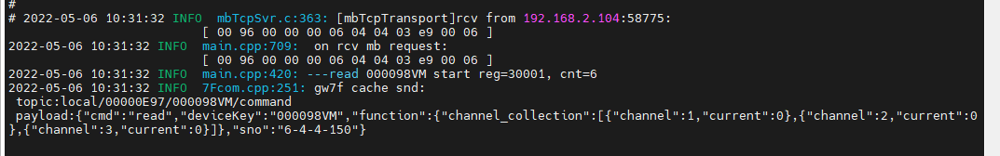 #
# 2022-05-06 10:31:32 INFO  mbTcpSvr.c:363: [mbTcpTransport]rcv from 192.168.2.104:58775:
[ 00 96 00 00 00 06 04 04 03 e9 00 06 ]
2022-05-06 10:31:32 INFO  main.cpp:709:  on rcv mb request:
[ 00 96 00 00 00 06 04 04 03 e9 00 06 ]
2022-05-06 10:31:32 INFO  main.cpp:420: ---read 000098VM start reg=30001, cnt=6
2022-05-06 10:31:32 INFO  7Fcom.cpp:251: gw7f cache snd:
topic:local/00000E97/000098VM/command
payload:{"cmd":"read","deviceKey":"000098VM","function":{"channel_collection":[{"channel":1,"current":0},{"channel":2,"current":0
},{"channel":3,"current":0}]},"sno":"6-4-4-150"}